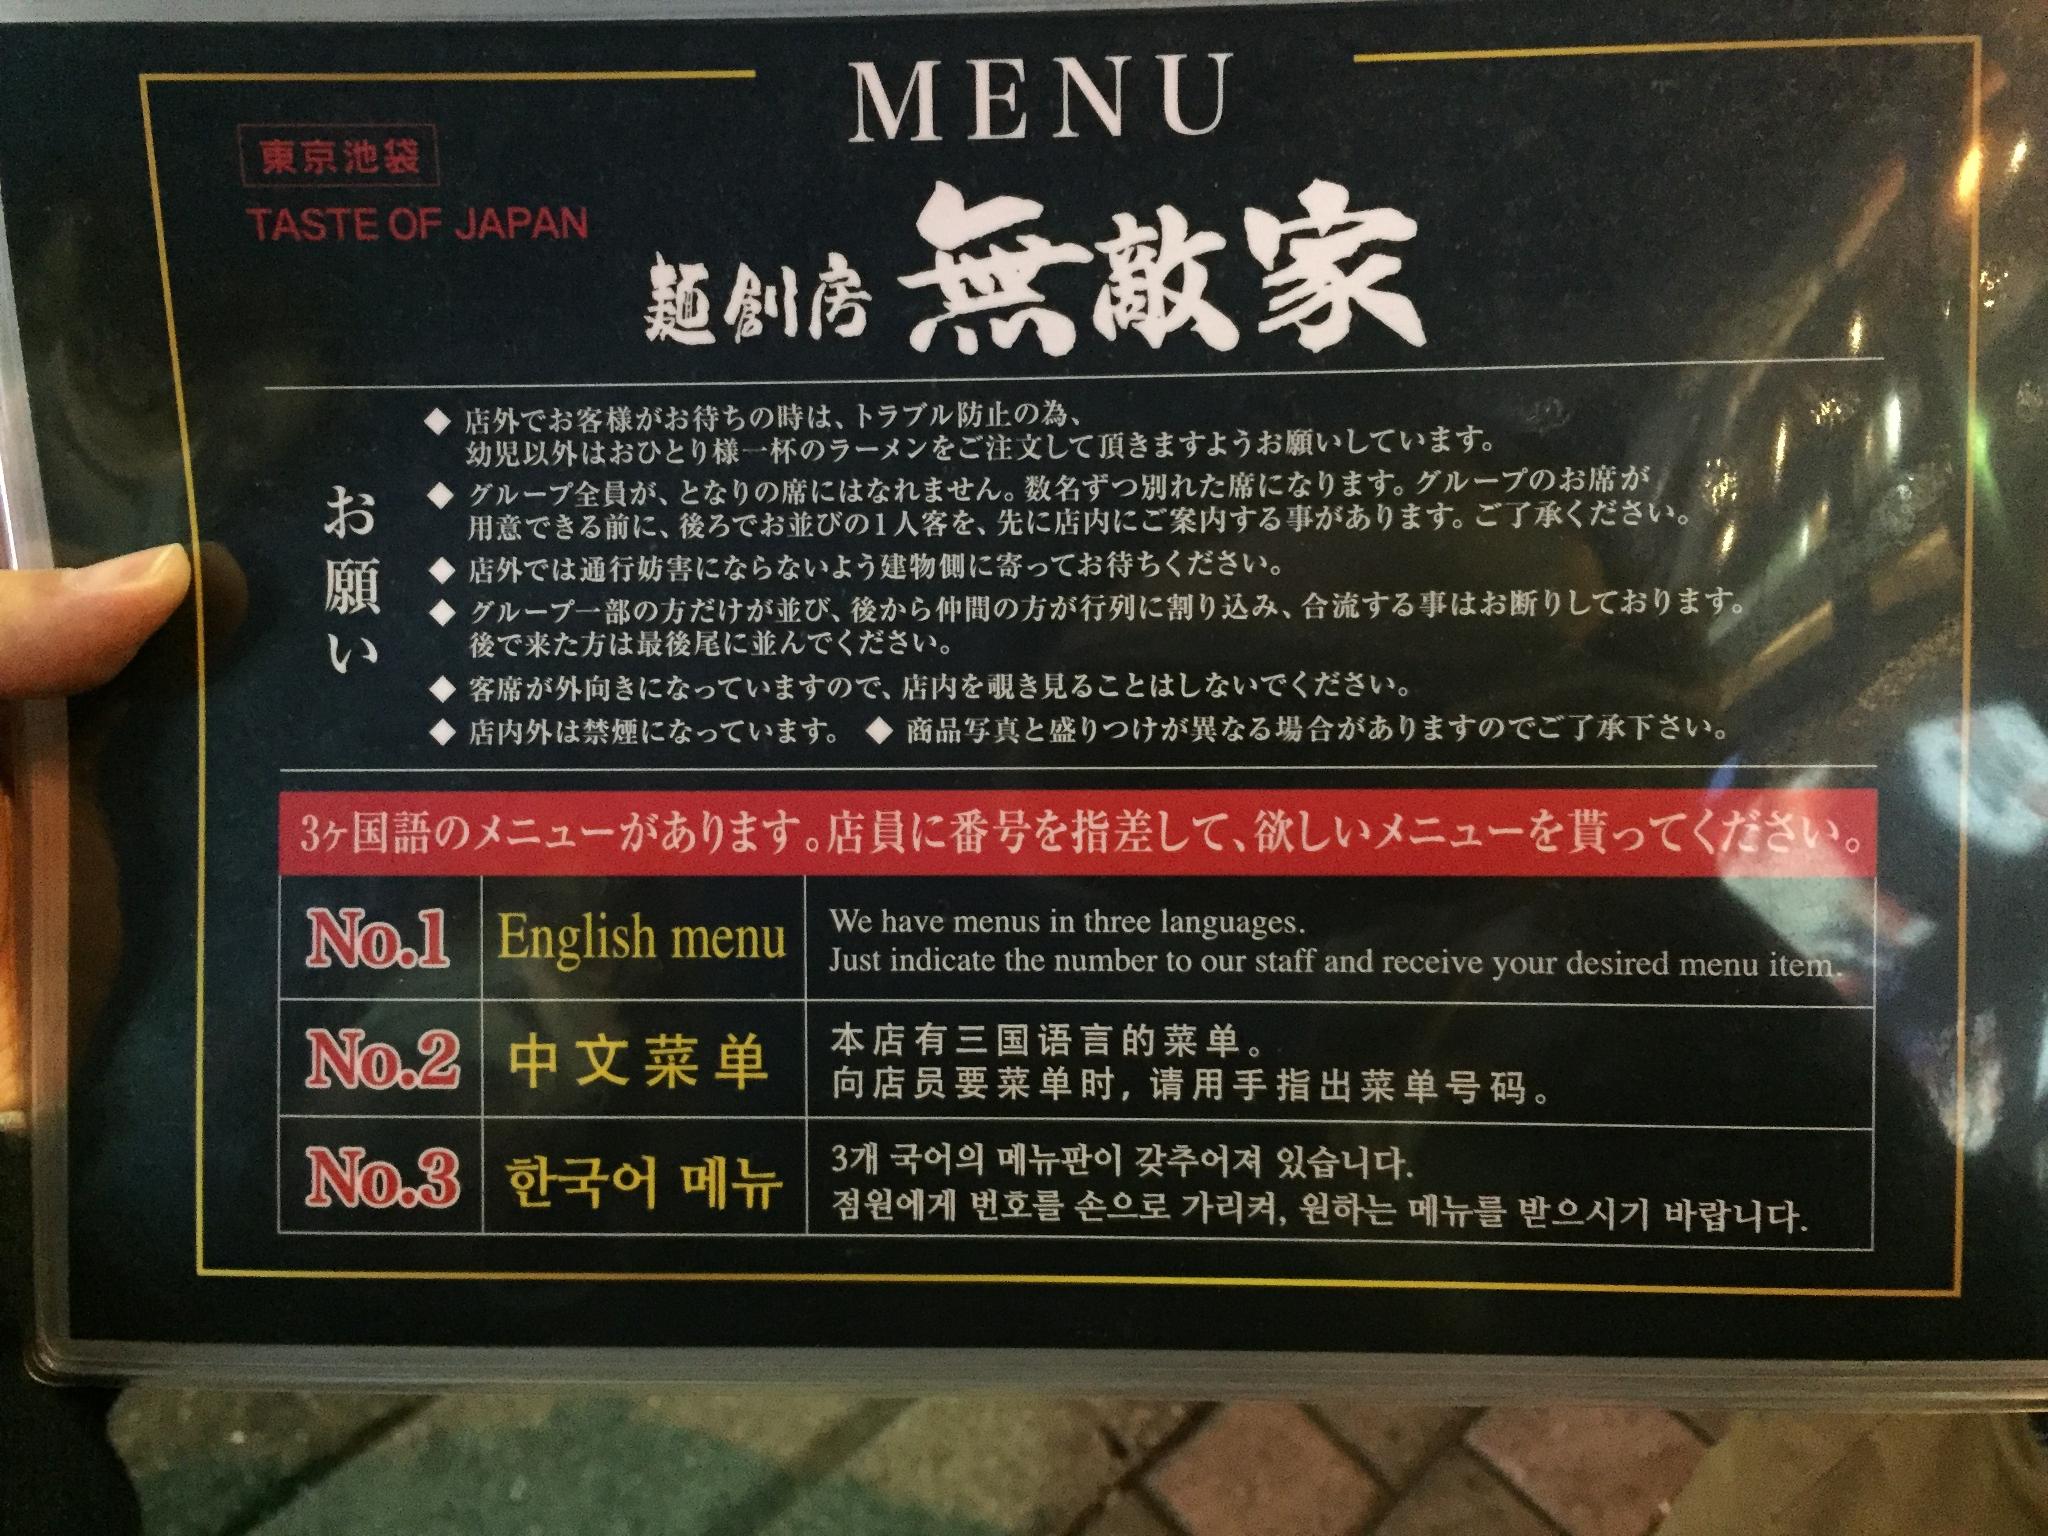 MENU
東京池袋
TASTE OF JAPAN
麺創房 無敵家
お願い
◆ 店外でお客様がお待ちの時は、トラブル防止の為、
幼児以外はおひとり様一杯のラーメンをご注文して頂きますようお願いしています。
◆ グループ全員が、となりの席にはなれません。数名ずつ別れた席になります。グループのお席が
用意できる前に、後ろでお並びの1人客を、先に店内にご案内する事があります。ご了承ください。
◆ 店外では通行妨害にならないよう建物側に寄ってお待ちください。
◆ グループ一部の方だけが並び、後から仲間の方が行列に割り込み、合流する事はお断りしております。
後で来た方は最後尾に並んでください。
◆ 客席が外向きになっていますので、店内を覗き見ることはしないでください。
◆ 店内外は禁煙になっています。 ◆ 商品写真と盛りつけが異なる場合がありますのでご了承下さい。
3ヶ国語のメニューがあります。店員に番号を指差して、欲しいメニューを貰ってください。
No.1 English menu
We have menus in three languages.
Just indicate the number to our staff and receive your desired menu item.
No.2 中文菜单
本店有三国语言的菜单。
向店员要菜单时, 请用手指出菜单号码。
No.3 한국어 메뉴
3개 국어의 메뉴판이 갖추어져 있습니다.
점원에게 번호를 손으로 가리켜, 원하는 메뉴를 받으시기 바랍니다.